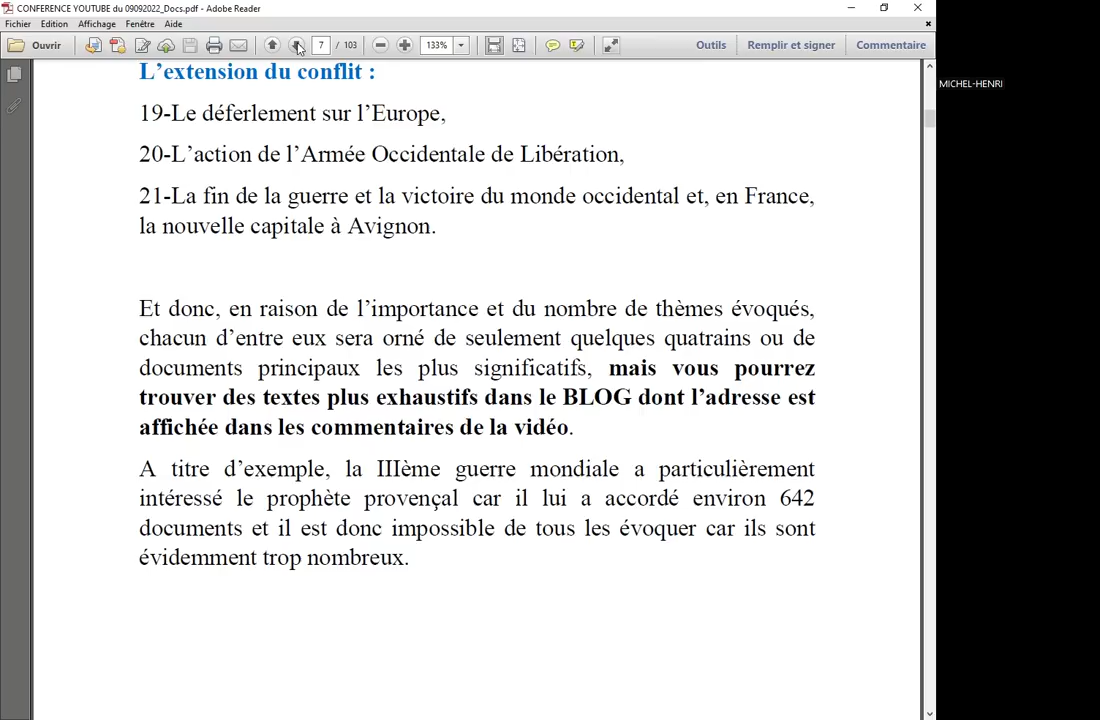 CONFERENCE YOUTUBE du 09092022_Docs.pdf - Adobe Reader
Fichier Edition Affichage Fenêtre Aide
Ouvrir 7 / 103 133% Outils Remplir et signer Commentaire
MICHEL-HENRI
L’extension du conflit :
19-Le déferlement sur l’Europe,
20-L’action de l’Armée Occidentale de Libération,
21-La fin de la guerre et la victoire du monde occidental et, en France,
la nouvelle capitale à Avignon.
Et donc, en raison de l’importance et du nombre de thèmes évoqués,
chacun d’entre eux sera orné de seulement quelques quatrains ou de
documents principaux les plus significatifs, mais vous pourrez
trouver des textes plus exhaustifs dans le BLOG dont l’adresse est
affichée dans les commentaires de la vidéo.
A titre d’exemple, la IIIème guerre mondiale a particulièrement
intéressé le prophète provençal car il lui a accordé environ 642
documents et il est donc impossible de tous les évoquer car ils sont
évidemment trop nombreux.